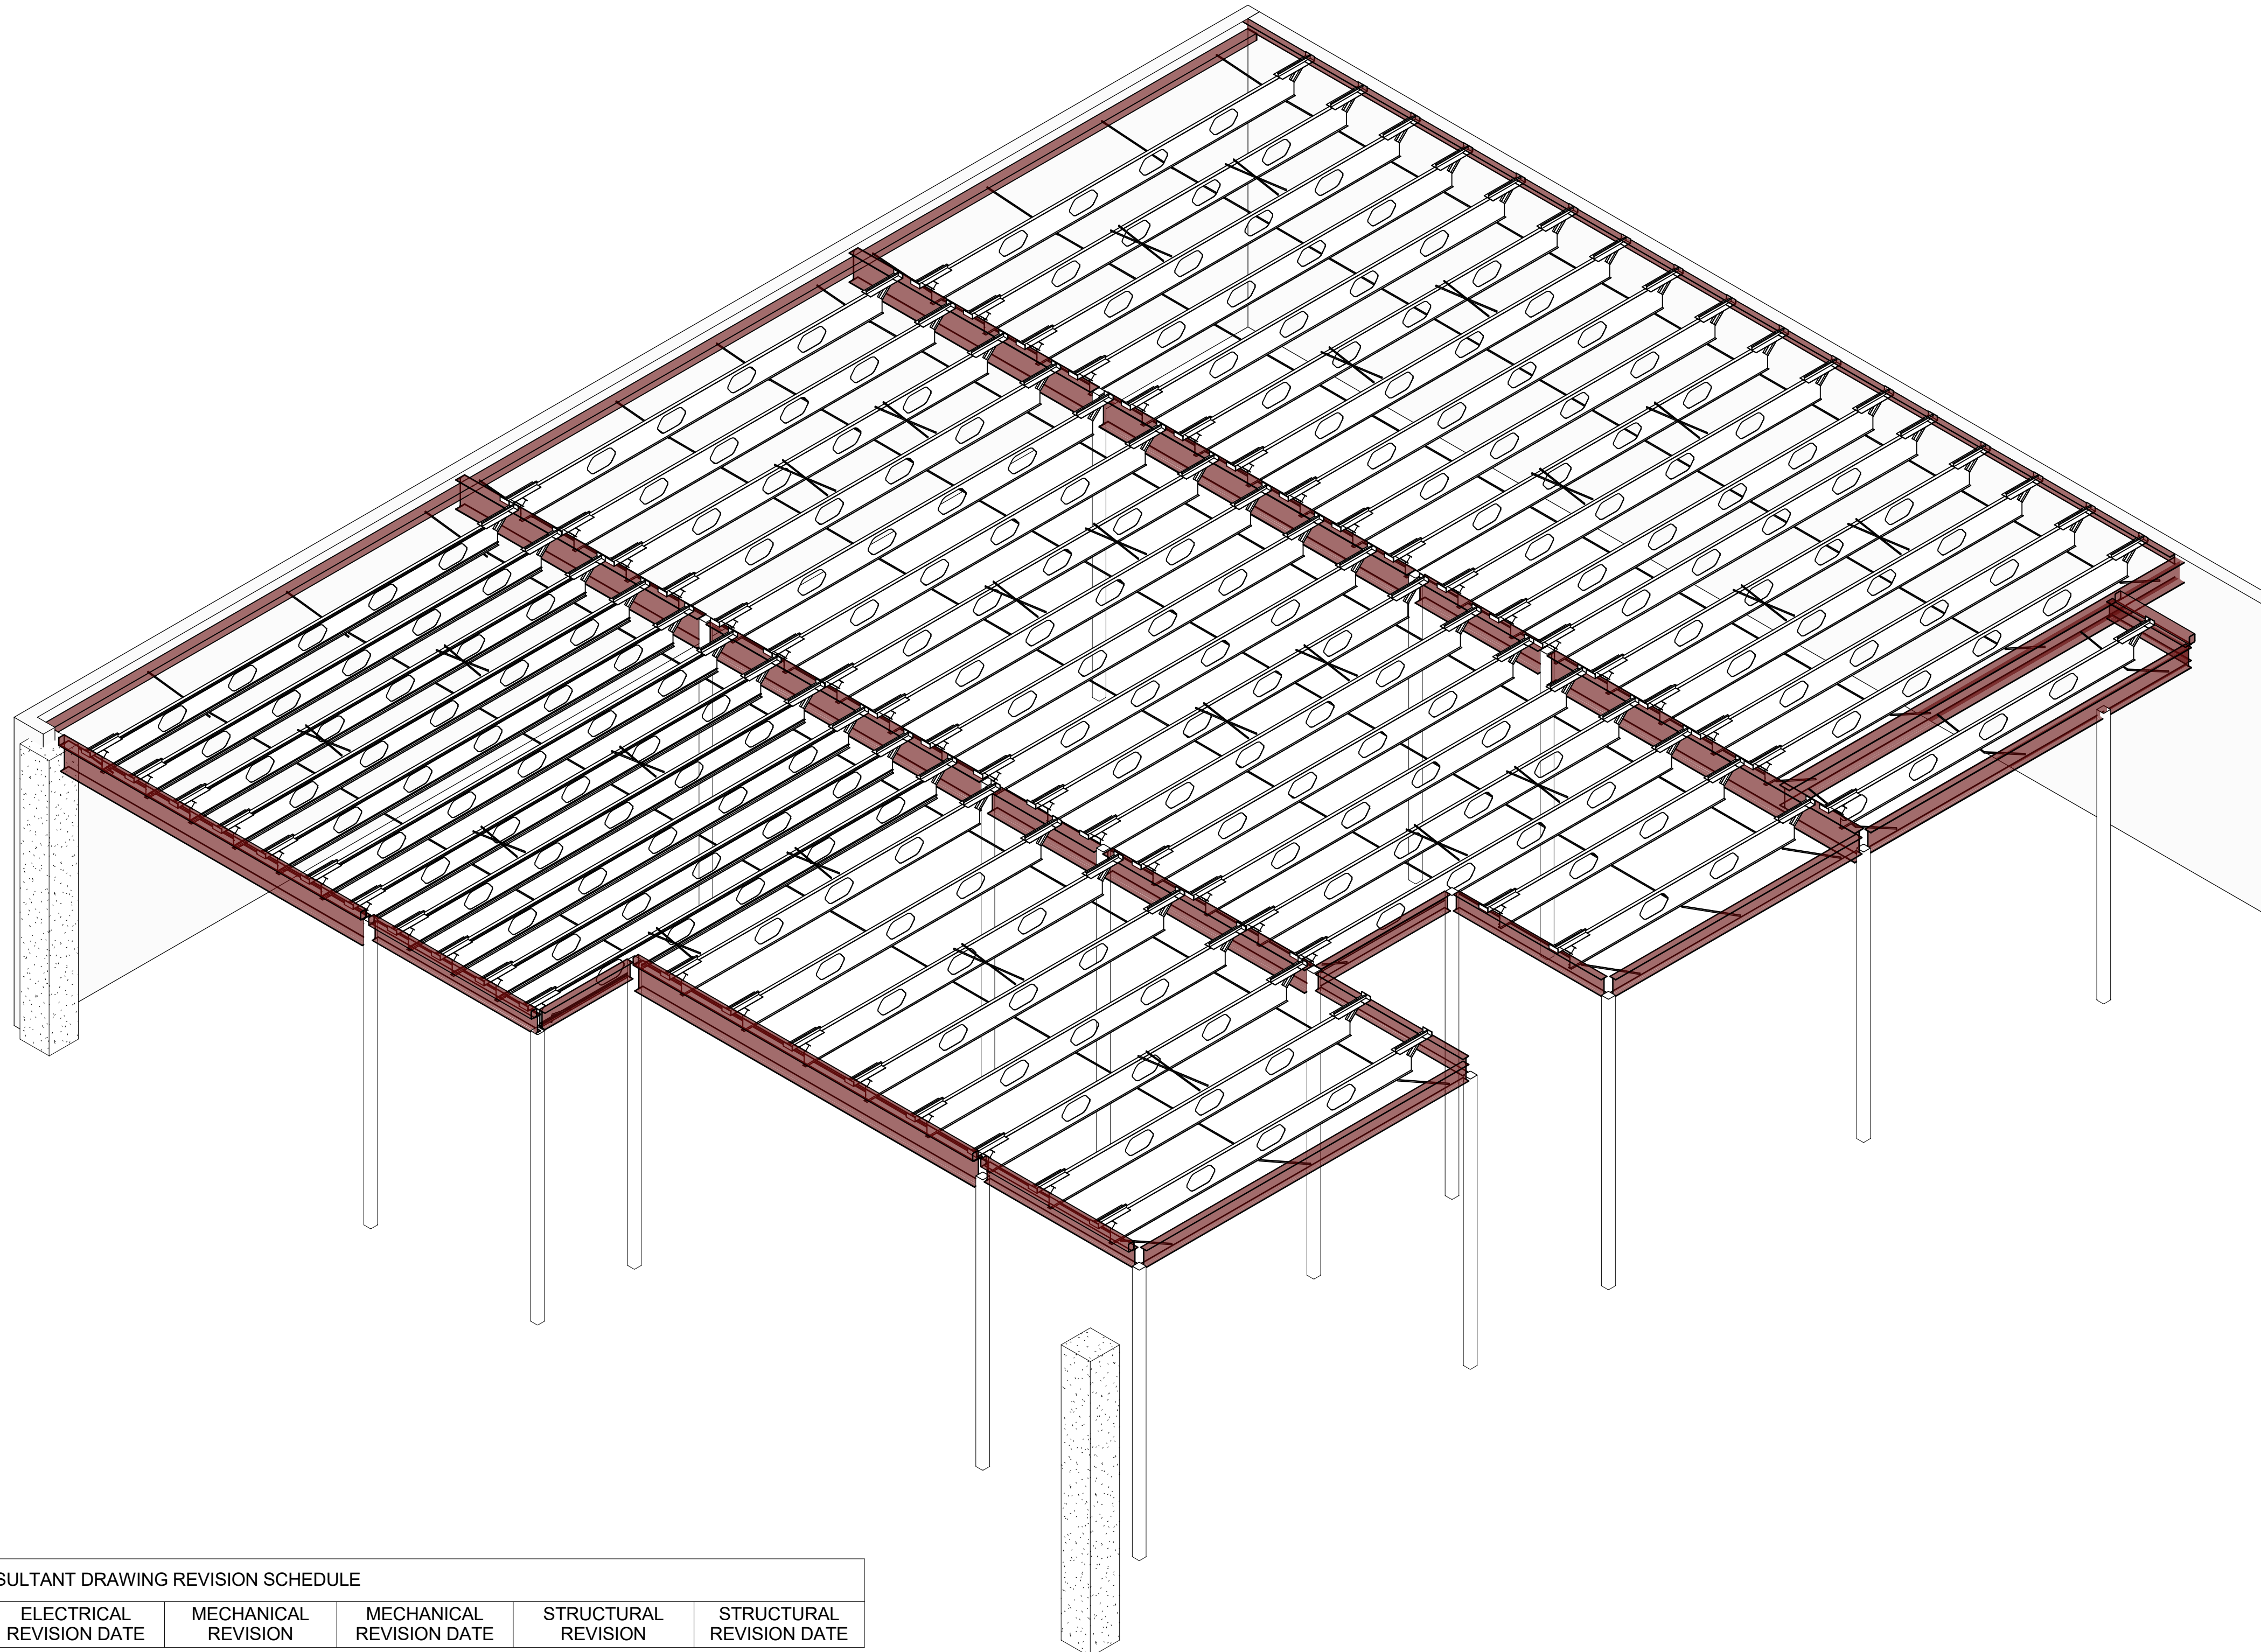 SULTANT DRAWING REVISION SCHEDULE
ELECTRICAL REVISION DATE
MECHANICAL REVISION
MECHANICAL REVISION DATE
STRUCTURAL REVISION
STRUCTURAL REVISION DATE